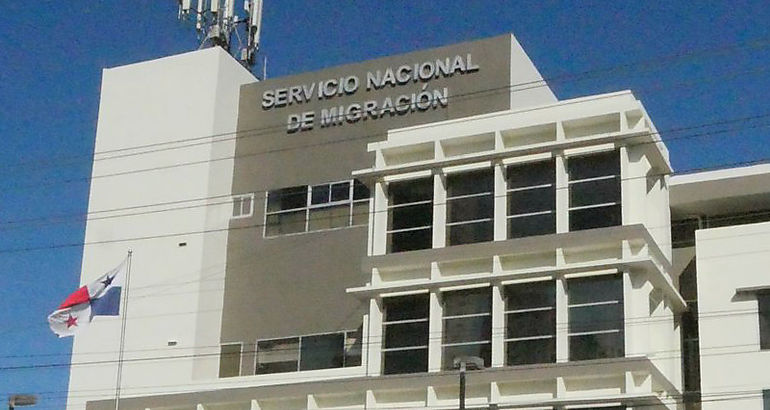 SERVICIO NACIONAL
DE MIGRACIÓN